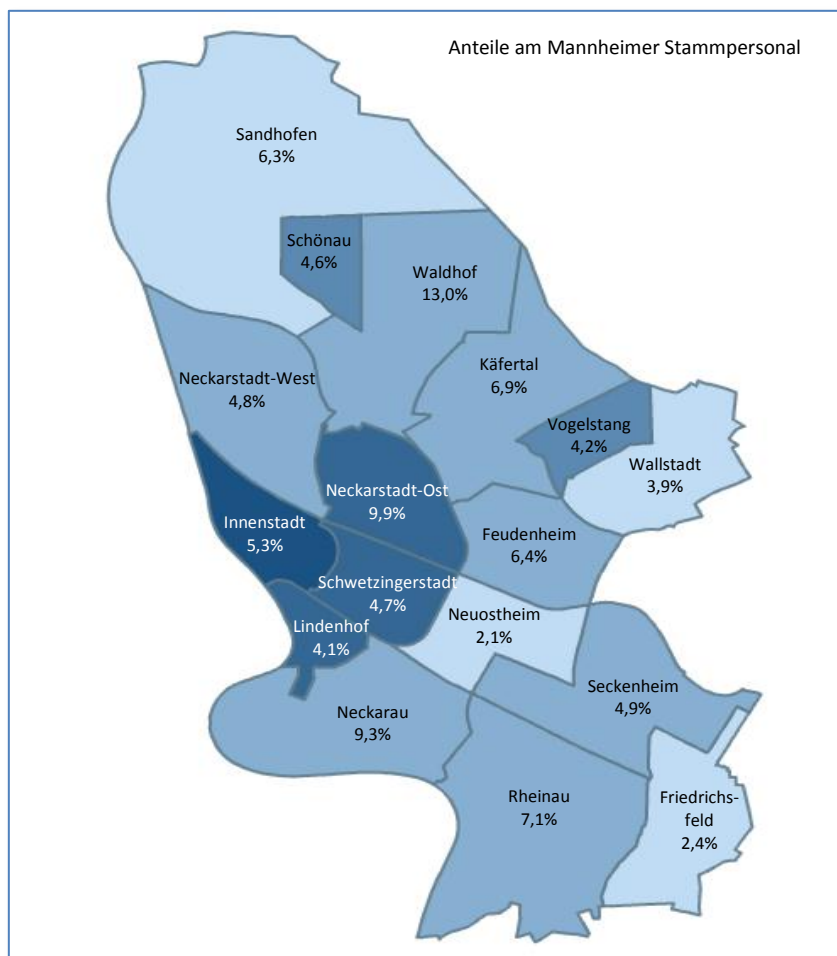 Anteile am Mannheimer Stammpersonal
Sandhofen
6,3%
Schönau
4,6%
Waldhof
13,0%
Käfertal
6,9%
Neckarstadt-West
4,8%
Vogelstang
4,2%
Wallstadt
3,9%
Neckarstadt-Ost
9,9%
Innenstadt
5,3%
Feudenheim
6,4%
Schwetzingerstadt
4,7%
Neuostheim
2,1%
Lindenhof
4,1%
Seckenheim
4,9%
Neckarau
9,3%
Rheinau
7,1%
Friedrichs-
feld
2,4%